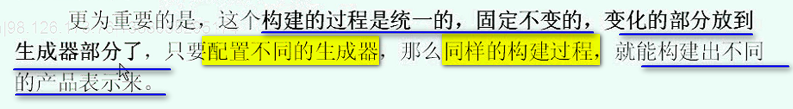 更为重要的是，这个构建的过程是统一的，固定不变的，变化的部分放到
生成器部分了，只要配置不同的生成器，那么同样的构建过程，就能构建出不同
的产品表示来。